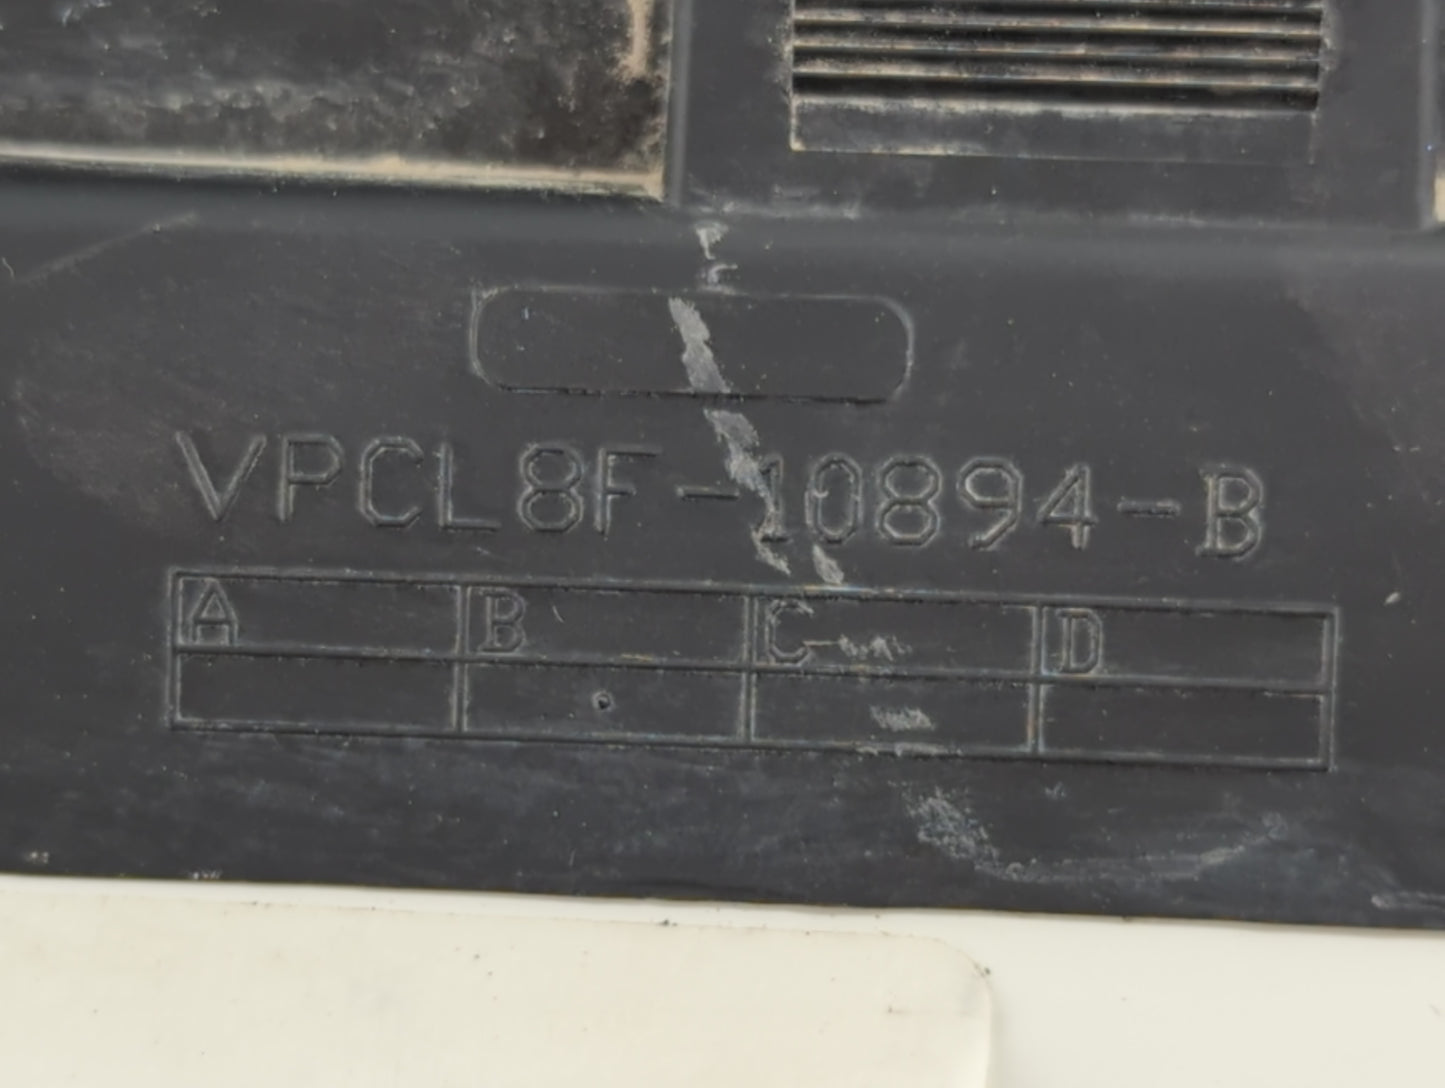 VPCL8F-10894-B
A B C D